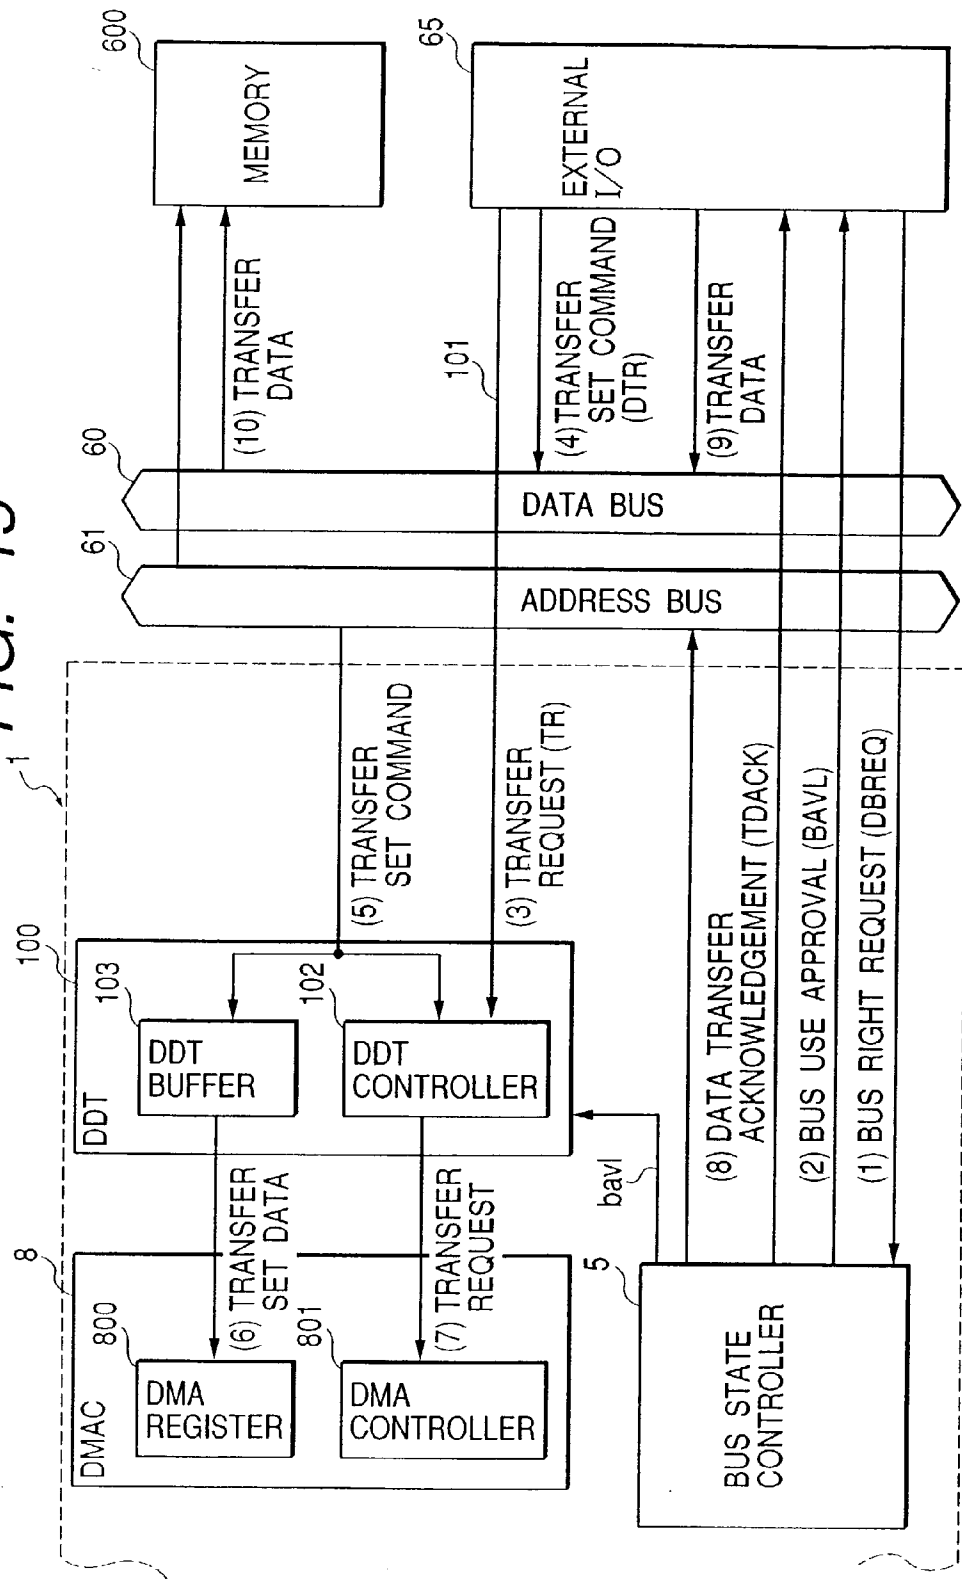 1
DMAC
8
DMA
REGISTER
800
DMA
CONTROLLER
801
(6) TRANSFER
SET DATA
(7) TRANSFER
REQUEST
DDT
100
DDT
BUFFER
103
DDT
CONTROLLER
102
(5) TRANSFER
SET COMMAND
(3) TRANSFER
REQUEST (TR)
BUS STATE
CONTROLLER
5
bavl
(8) DATA TRANSFER
ACKNOWLEDGEMENT (TDACK)
(2) BUS USE APPROVAL (BAVL)
(1) BUS RIGHT REQUEST (DBREQ)
61
ADDRESS BUS
60
DATA BUS
(10) TRANSFER
DATA
101
(4) TRANSFER
SET COMMAND
(DTR)
(9) TRANSFER
DATA
600
MEMORY
65
EXTERNAL
I/O